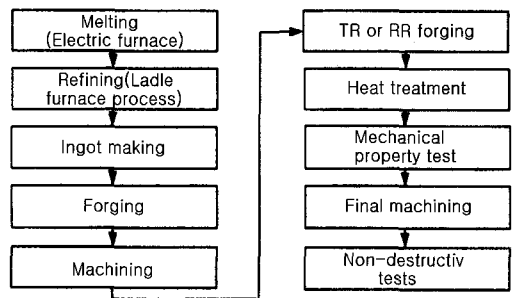 Melting
(Electric furnace)
Refining(Ladle
furnace process)
Ingot making
Forging
Machining
TR or RR forging
Heat treatment
Mechanical
property test
Final machining
Non-destructiv
tests